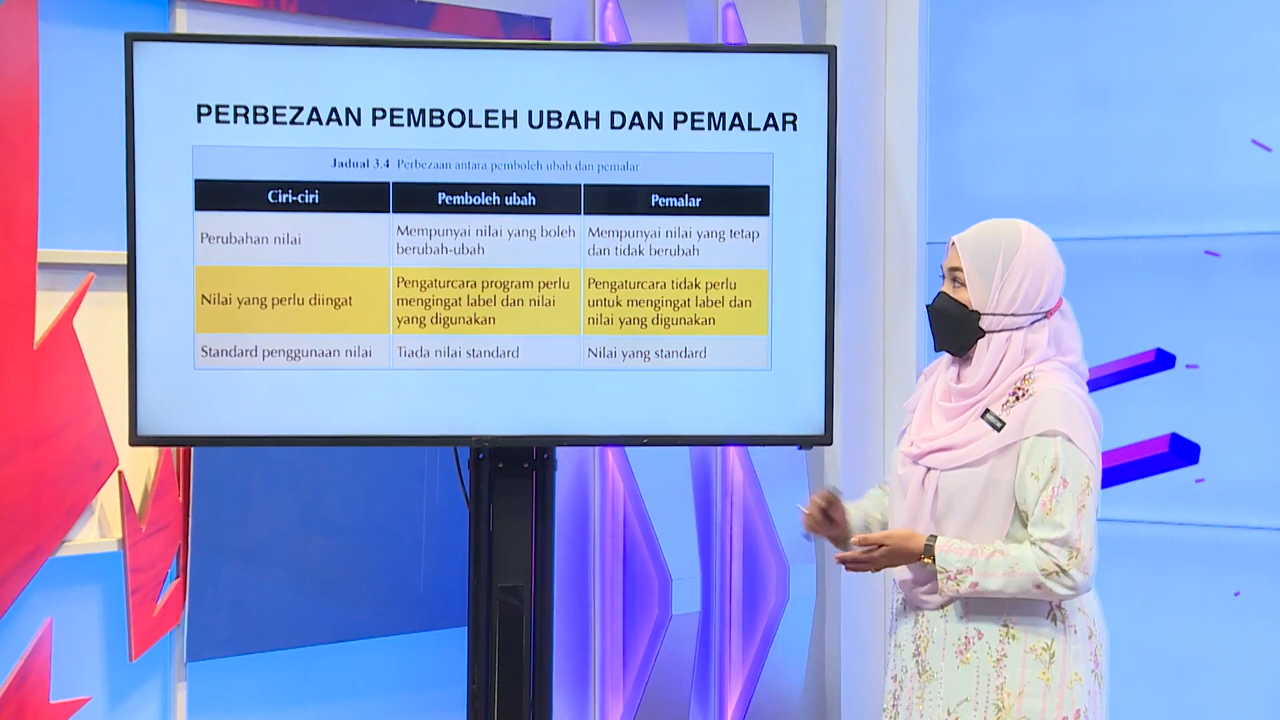 PERBEZAAN PEMBOLEH UBAH DAN PEMALAR
Jadual 3.4 Perbezaan antara pemboleh ubah dan pemalar
Ciri-ciri
Pemboleh ubah
Pemalar
Perubahan nilai
Mempunyai nilai yang boleh
berubah-ubah
Mempunyai nilai yang tetap
dan tidak berubah
Nilai yang perlu diingat
Pengaturcara program perlu
mengingat label dan nilai
yang digunakan
Pengaturcara tidak perlu
untuk mengingat label dan
nilai yang digunakan
Standard penggunaan nilai
Tiada nilai standard
Nilai yang standard